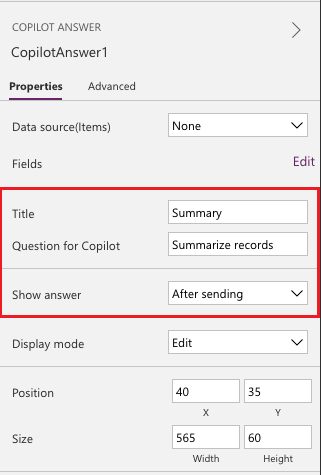 COPILOT ANSWER
CopilotAnswer1
Properties Advanced
Data source(Items) None
Fields Edit
Title Summary
Question for Copilot Summarize records
Show answer After sending
Display mode Edit
Position 40 35
X Y
Size 565 60
Width Height